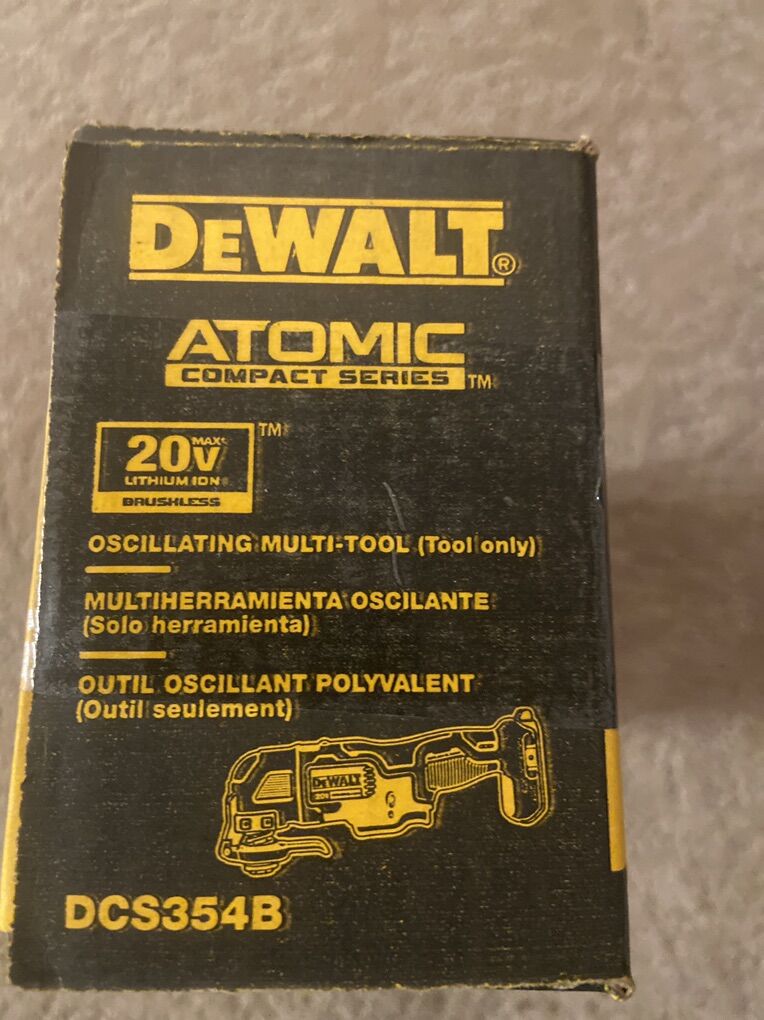 DEWALT®
ATOMIC
COMPACT SERIES™
20V MAX* ™
LITHIUM ION
BRUSHLESS
OSCILLATING MULTI-TOOL (Tool only)
MULTIHERRAMIENTA OSCILANTE
(Solo herramienta)
OUTIL OSCILLANT POLYVALENT
(Outil seulement)
DEWALT
20V
DCS354B